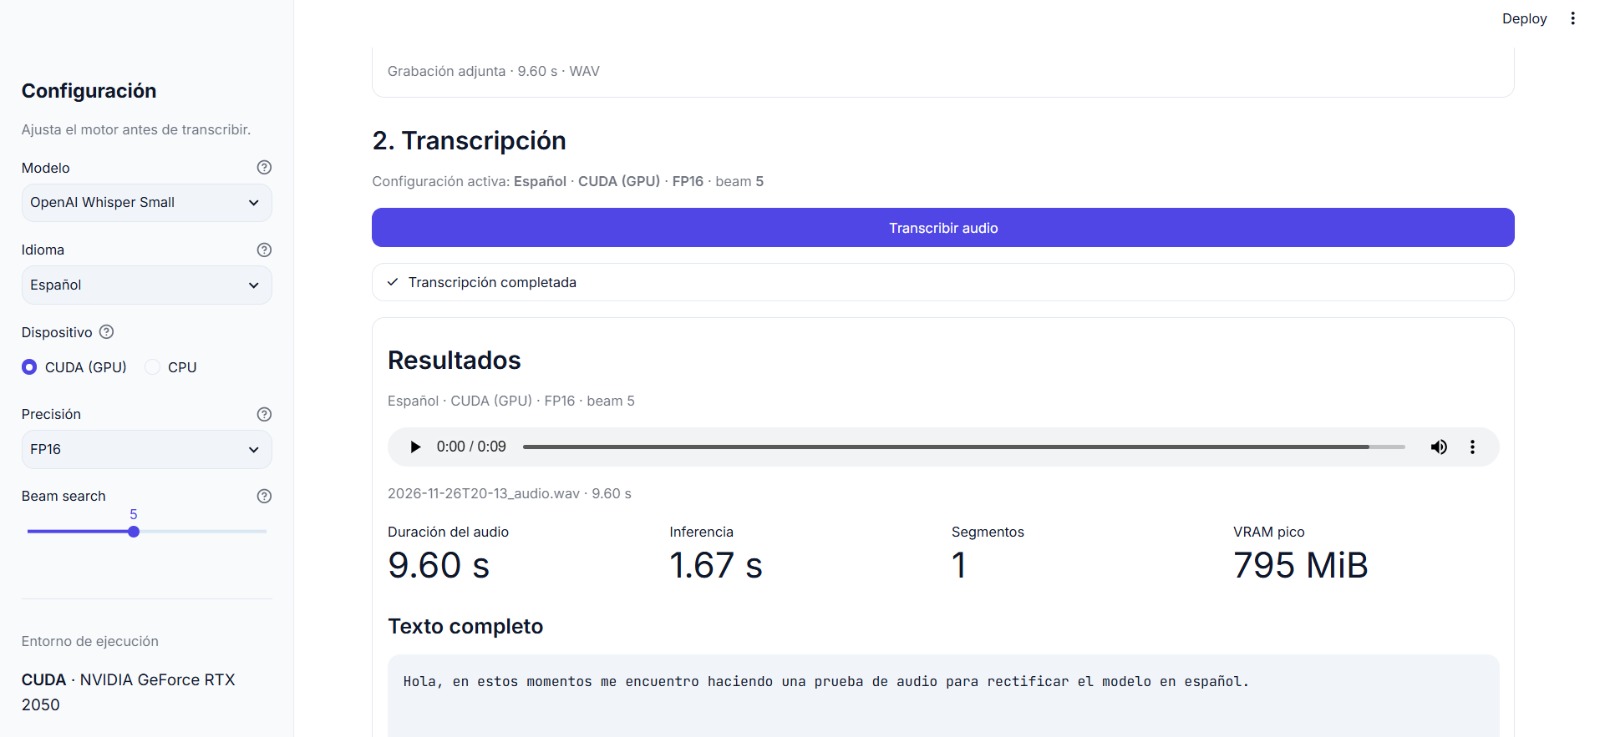 Deploy
Configuración
Ajusta el motor antes de transcribir.
Modelo
OpenAI Whisper Small
Idioma
Español
Dispositivo
CUDA (GPU)
CPU
Precisión
FP16
Beam search
5
Entorno de ejecución
CUDA · NVIDIA GeForce RTX
2050
Grabación adjunta · 9.60 s · WAV
2. Transcripción
Configuración activa: Español · CUDA (GPU) · FP16 · beam 5
Transcribir audio
Transcripción completada
Resultados
Español · CUDA (GPU) · FP16 · beam 5
0:00 / 0:09
2026-11-26T20-13_audio.wav · 9.60 s
Duración del audio
9.60 s
Inferencia
1.67 s
Segmentos
1
VRAM pico
795 MiB
Texto completo
Hola, en estos momentos me encuentro haciendo una prueba de audio para rectificar el modelo en español.